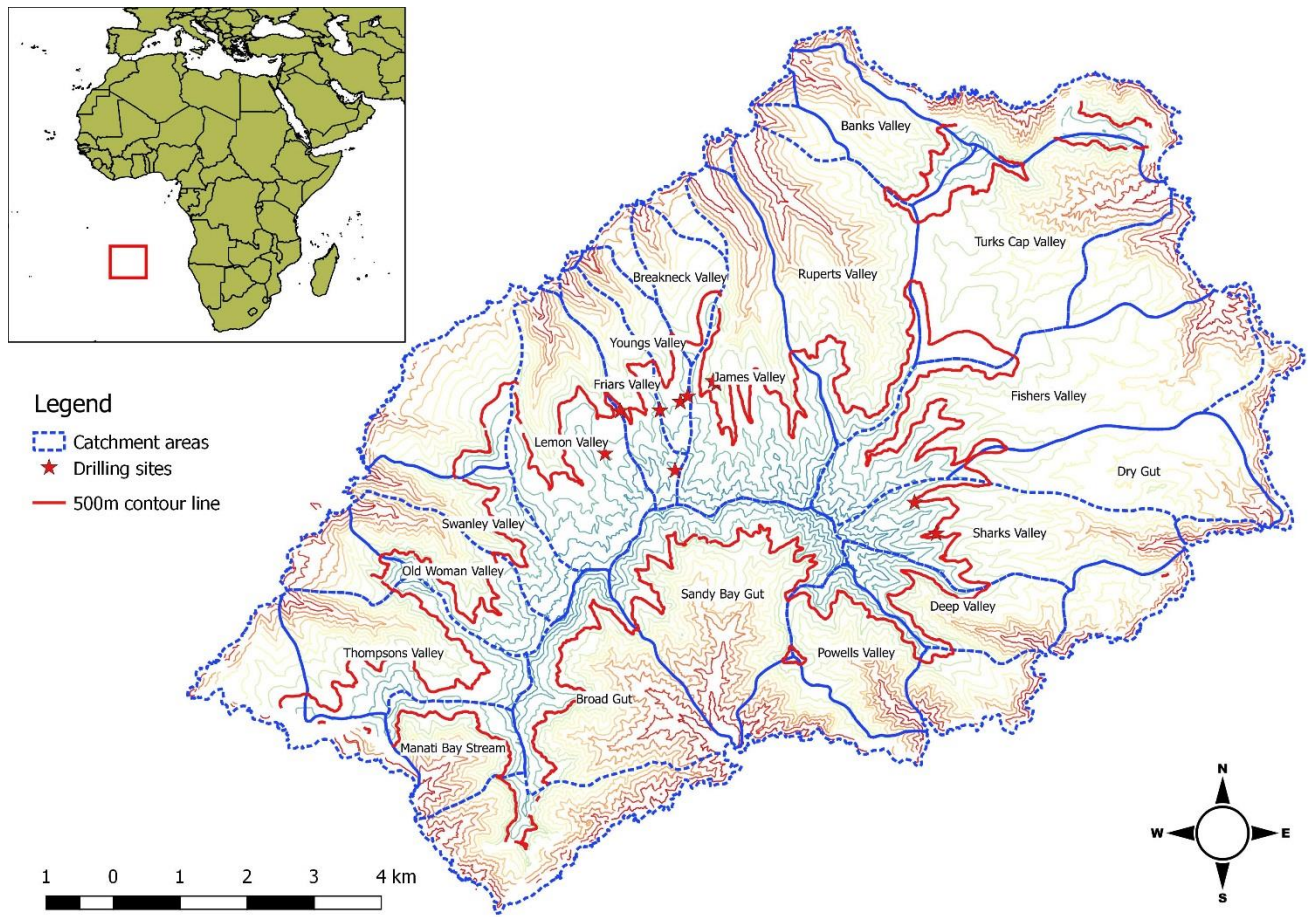 Banks Valley
Turks Cap Valley
Ruperts Valley
Breakneck Valley
Youngs Valley
Friars Valley
James Valley
Fishers Valley
Lemon Valley
Dry Gut
Swanley Valley
Sharks Valley
Old Woman Valley
Sandy Bay Gut
Deep Valley
Thompsons Valley
Powells Valley
Broad Gut
Manati Bay Stream
Legend
Catchment areas
Drilling sites
500m contour line
N
W
E
S
1 0 1 2 3 4 km